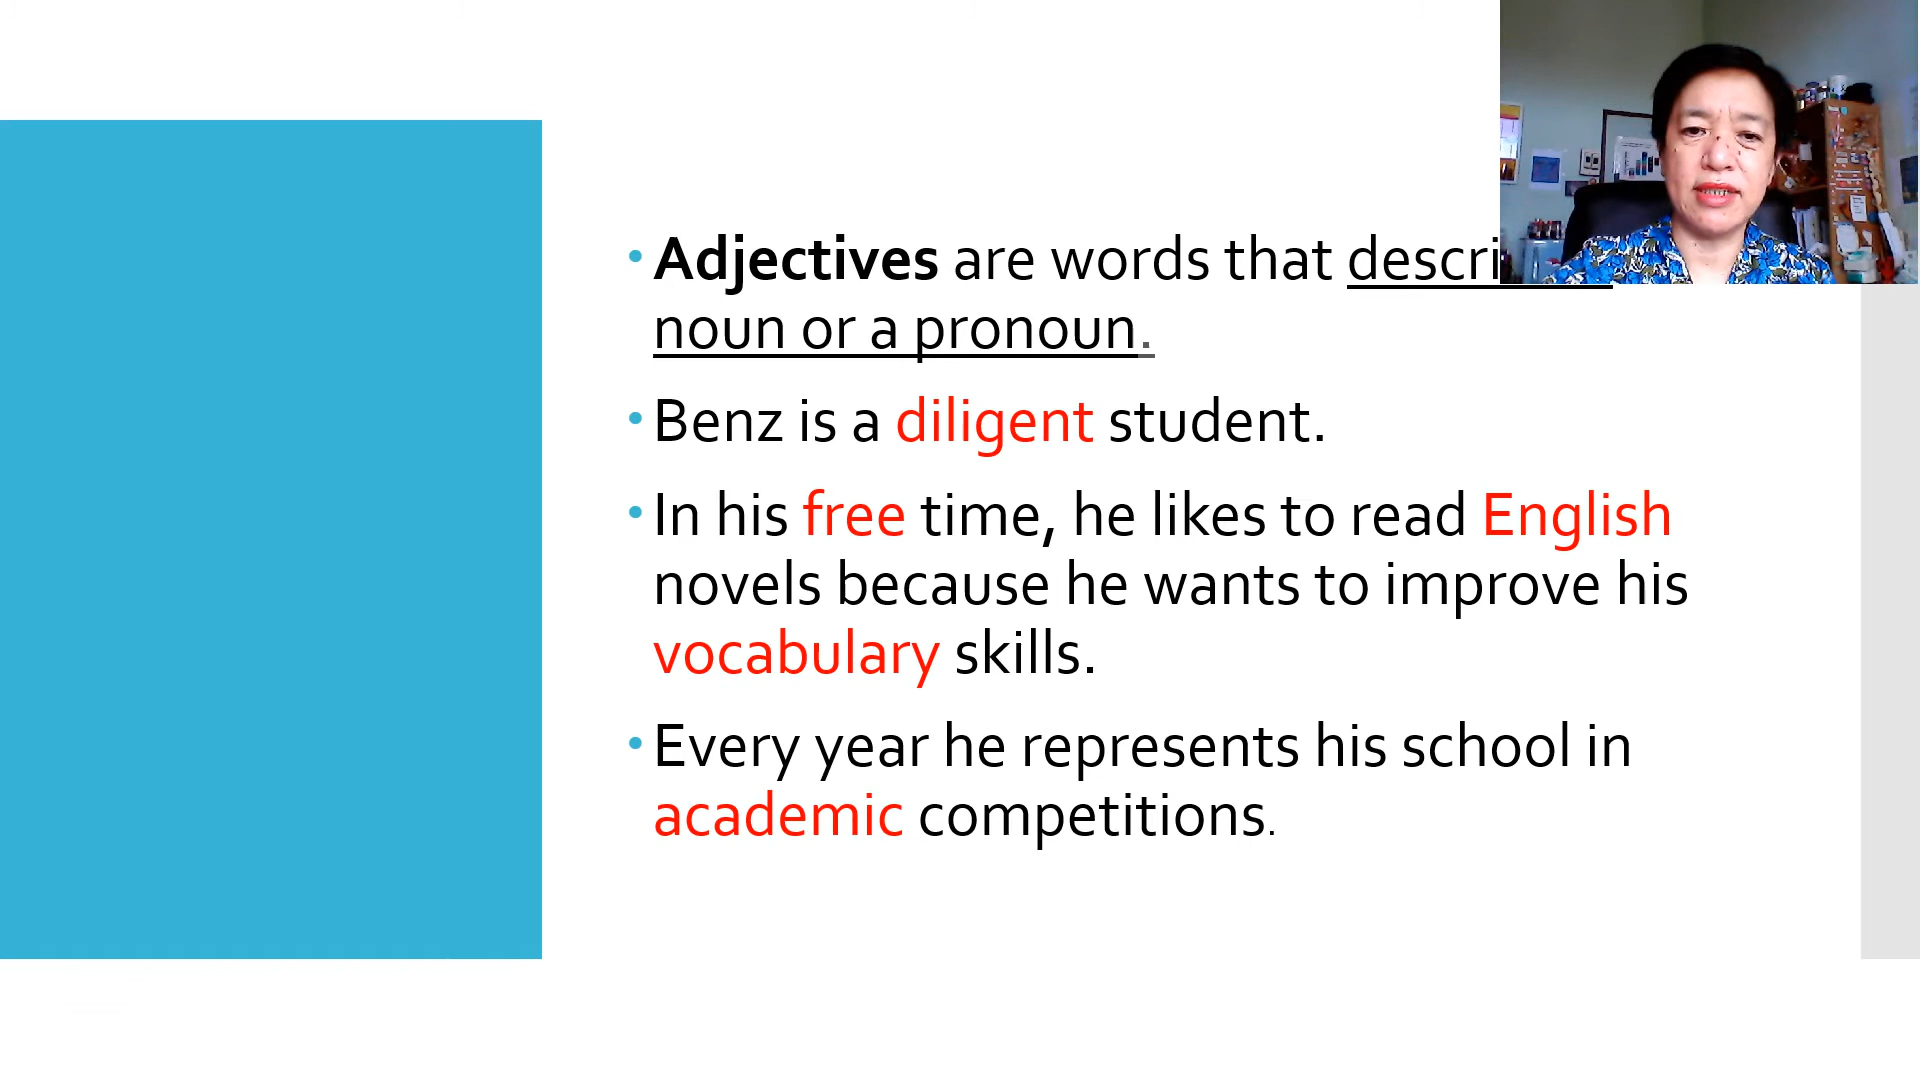 • Adjectives are words that descri
noun or a pronoun.
• Benz is a diligent student.
• In his free time, he likes to read English
novels because he wants to improve his
vocabulary skills.
• Every year he represents his school in
academic competitions.